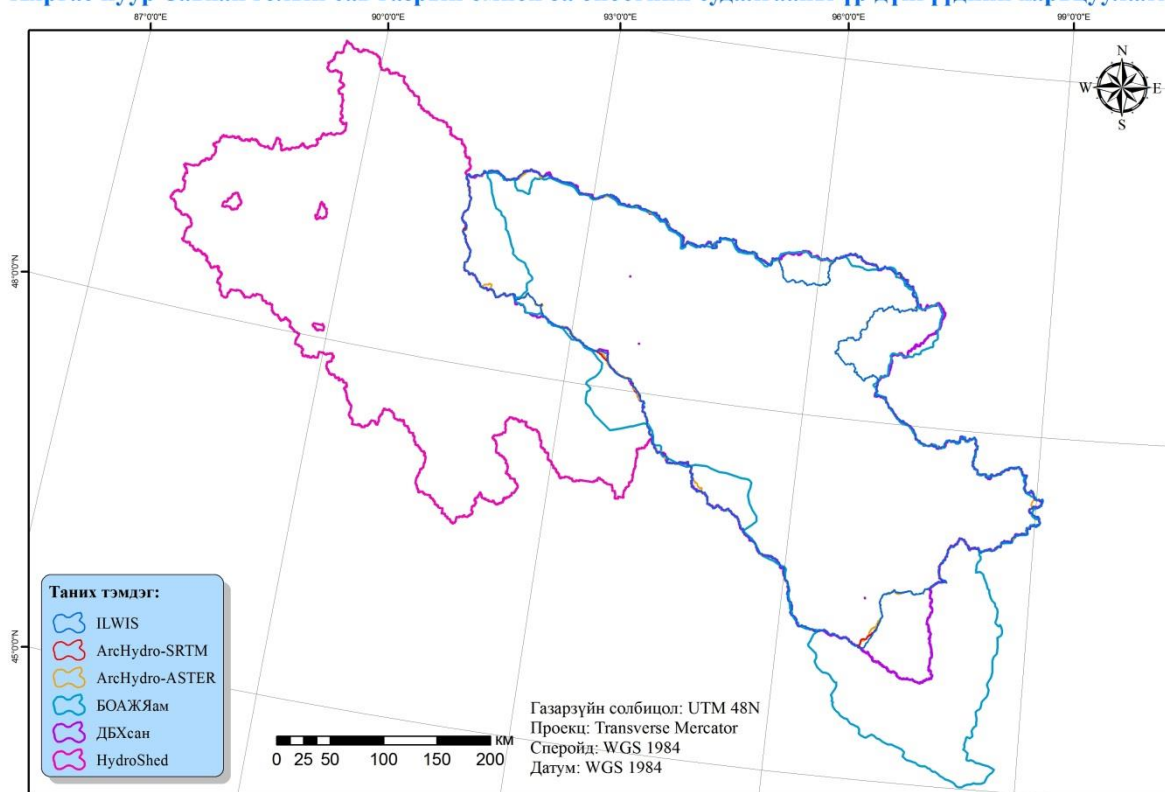 87°0'0"E 90°0'0"E 93°0'0"E 96°0'0"E 99°0'0"E
N
W E
S
48°0'0"N
45°0'0"N
Таних тэмдэг:
ILWIS
ArcHydro-SRTM
ArcHydro-ASTER
БОАЖЯам
ДБХсан
HydroShed
км
0 25 50 100 150 200
Газарзүйн солбицол: UTM 48N
Проекц: Transverse Mercator
Сперойд: WGS 1984
Датум: WGS 1984